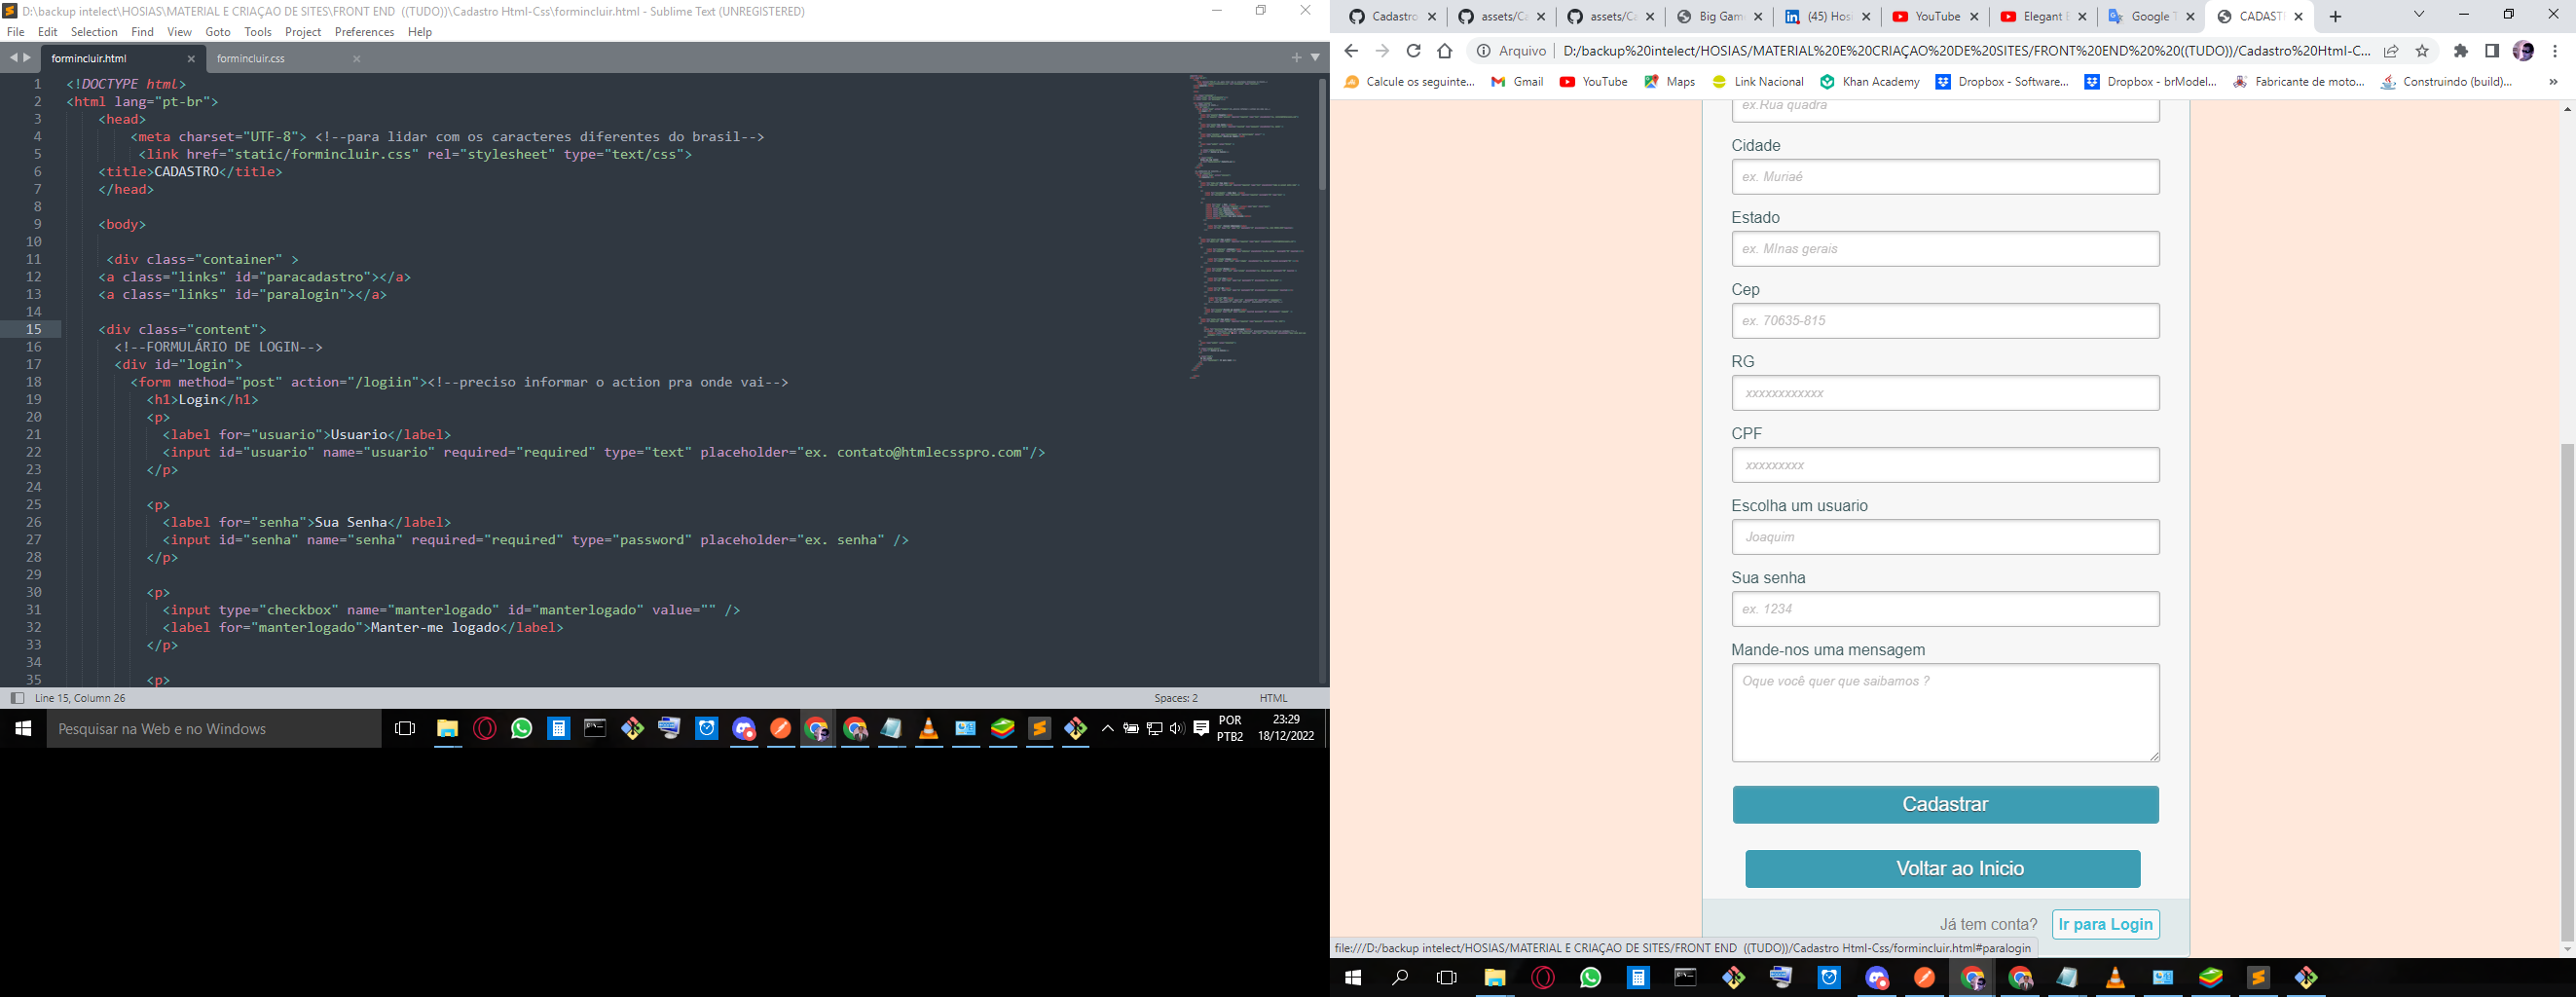 D:\backup intelect\HOSIAS\MATERIAL E CRIAÇAO DE SITES\FRONT END  ((TUDO))\Cadastro Html-Css\formincluir.html - Sublime Text (UNREGISTERED)
File Edit Selection Find View Goto Tools Project Preferences Help
formincluir.html
formincluir.css
1 <!DOCTYPE html>
2 <html lang="pt-br">
3 <head>
4 <meta charset="UTF-8"> <!--para lidar com os caracteres diferentes do brasil-->
5 <link href="static/formincluir.css" rel="stylesheet" type="text/css">
6 <title>CADASTRO</title>
7 </head>
8
9 <body>
10
11 <div class="container" >
12 <a class="links" id="paracadastro"></a>
13 <a class="links" id="paralogin"></a>
14
15 <div class="content">
16 <!--FORMULÁRIO DE LOGIN-->
17 <div id="login">
18 <form method="post" action="/logiin"><!--preciso informar o action pra onde vai-->
19 <h1>Login</h1>
20 <p>
21 <label for="usuario">Usuario</label>
22 <input id="usuario" name="usuario" required="required" type="text" placeholder="ex. contato@htmlecsspro.com"/>
23 </p>
24
25 <p>
26 <label for="senha">Sua Senha</label>
27 <input id="senha" name="senha" required="required" type="password" placeholder="ex. senha" />
28 </p>
29
30 <p>
31 <input type="checkbox" name="manterlogado" id="manterlogado" value="" />
32 <label for="manterlogado">Manter-me logado</label>
33 </p>
34
35 <p>
Line 15, Column 26
Spaces: 2
HTML
Pesquisar na Web e no Windows
POR
PTB2
23:29
18/12/2022
Cadastro
assets/Ca
assets/Ca
Big Gam
(45) Hosi
YouTube
Elegant
Google T
CADAST
Arquivo | D:/backup%20intelect/HOSIAS/MATERIAL%20E%20CRIAÇAO%20DE%20SITES/FRONT%20END%20%20((TUDO))/Cadastro%20Html-C...
Calcule os seguinte... Gmail YouTube Maps Link Nacional Khan Academy Dropbox - Software... Dropbox - brModel... Fabricante de moto... Construindo (build)... »
ex.Rua quadra
Cidade
ex. Muriaé
Estado
ex. MInas gerais
Cep
ex. 70635-815
RG
xxxxxxxxxxxx
CPF
xxxxxxxxx
Escolha um usuario
Joaquim
Sua senha
ex. 1234
Mande-nos uma mensagem
Oque você quer que saibamos ?
Cadastrar
Voltar ao Inicio
Já tem conta? Ir para Login
file:///D:/backup intelect/HOSIAS/MATERIAL E CRIAÇAO DE SITES/FRONT END  ((TUDO))/Cadastro Html-Css/formincluir.html#paralogin